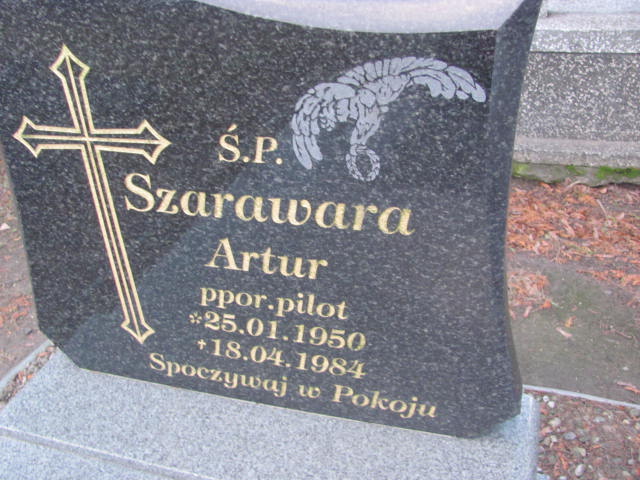 Ś.P.
Szarawara
Artur
ppor.pilot
*25.01.1950
+18.04.1984
Spoczywaj w Pokoju